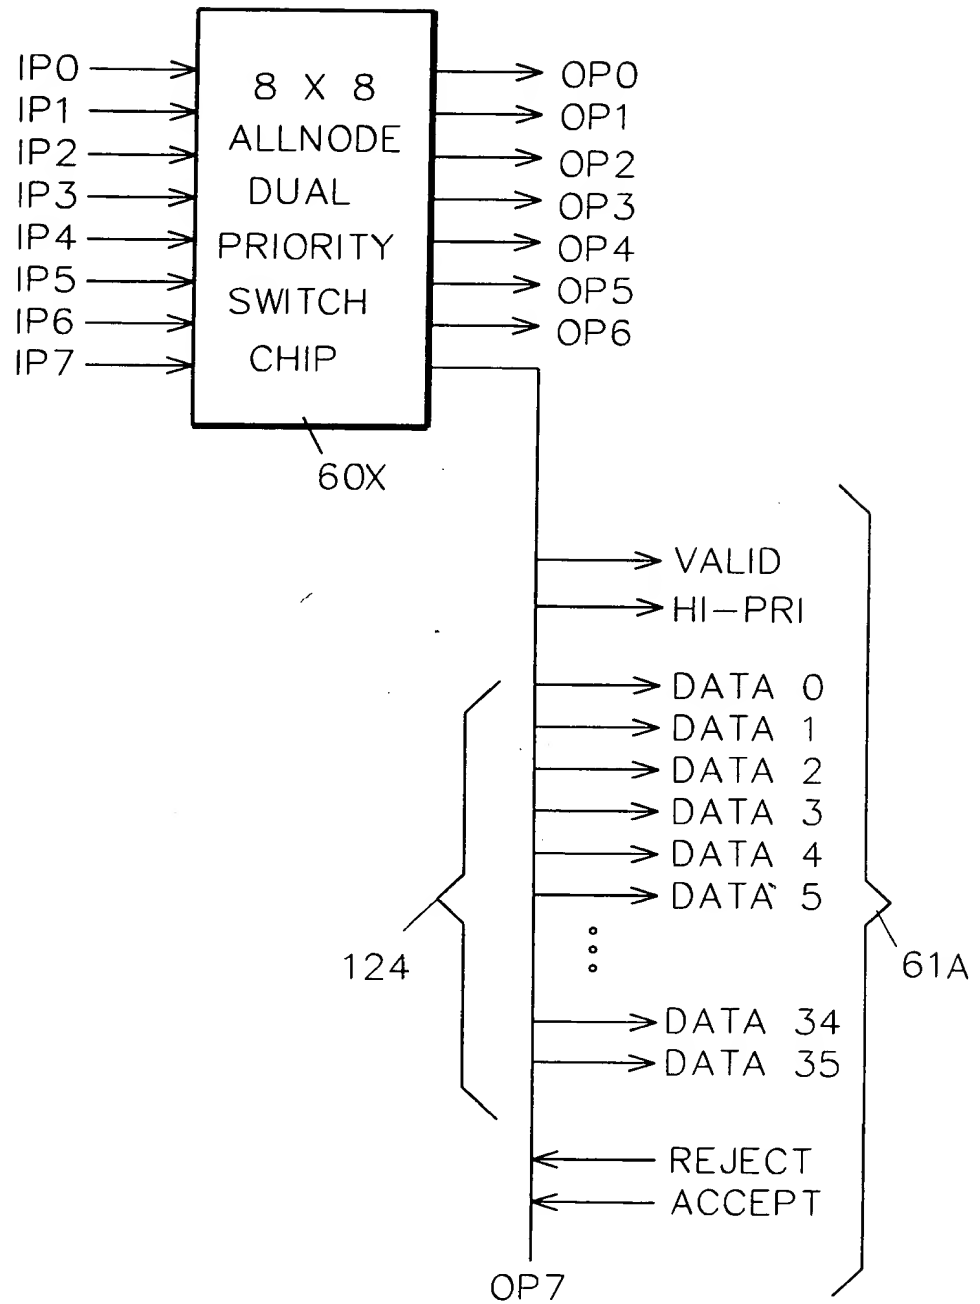 IP0
IP1
IP2
IP3
IP4
IP5
IP6
IP7
8 X 8
ALLNODE
DUAL
PRIORITY
SWITCH
CHIP
OP0
OP1
OP2
OP3
OP4
OP5
OP6
60X
VALID
HI-PRI
DATA 0
DATA 1
DATA 2
DATA 3
DATA 4
DATA 5
124
61A
DATA 34
DATA 35
REJECT
ACCEPT
OP7